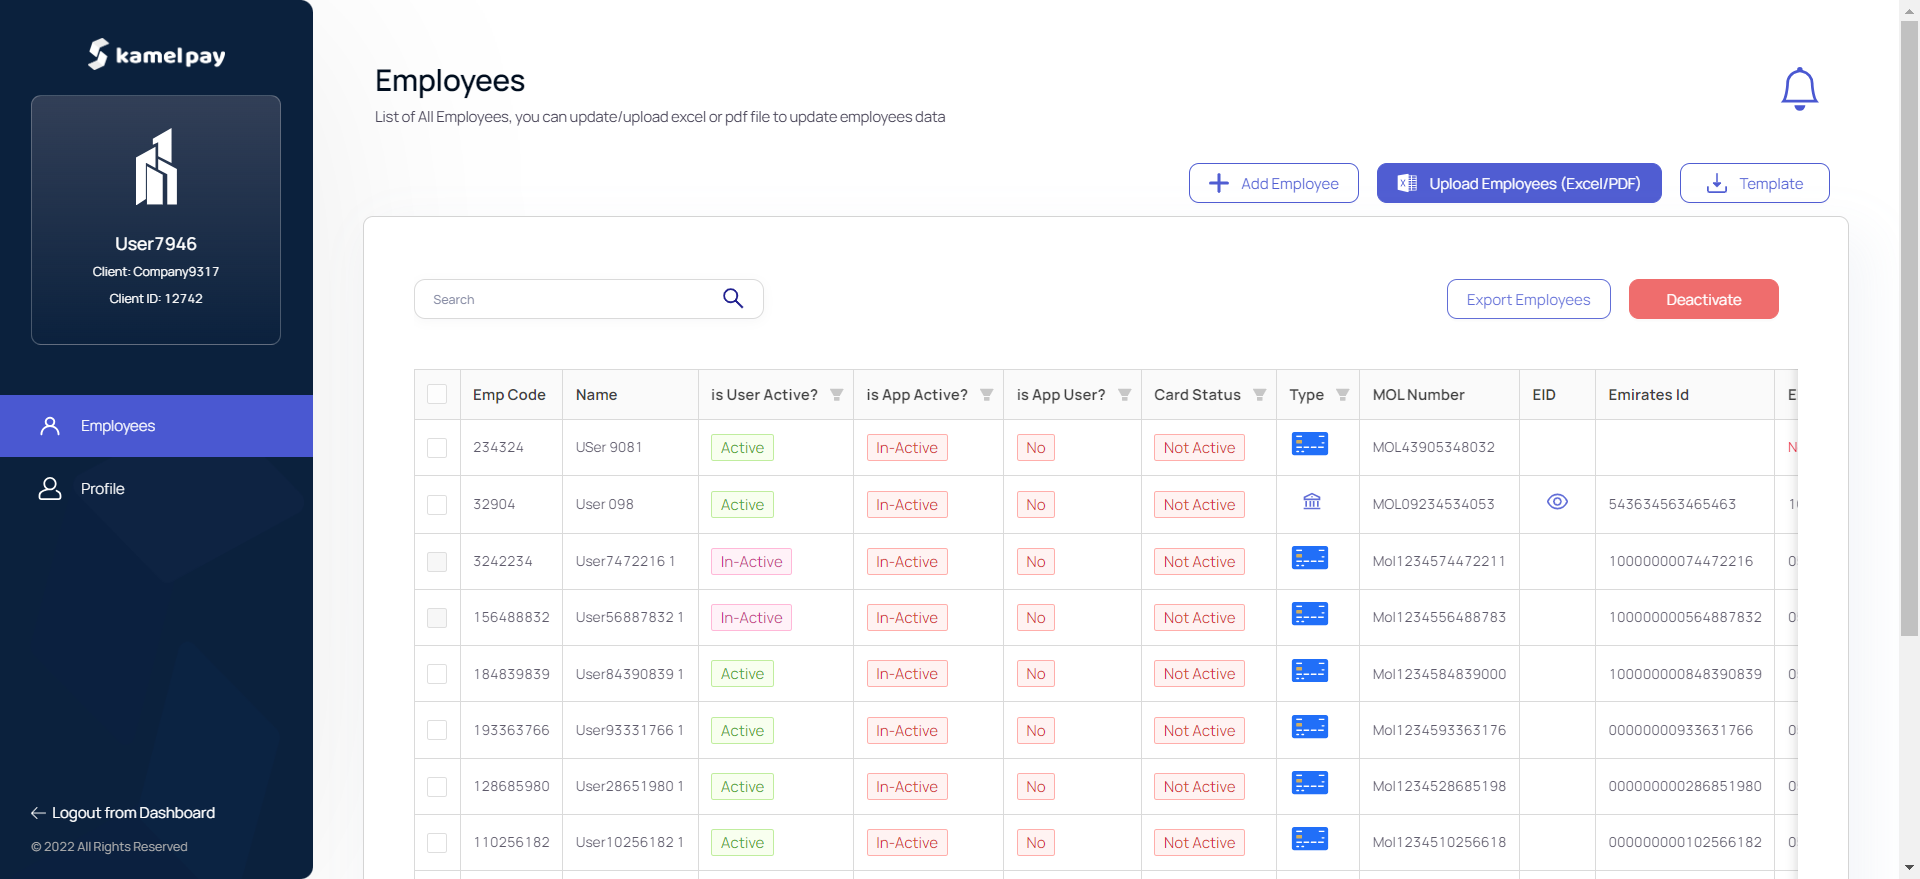 kamelpay
User7946
Client: Company9317
Client ID: 12742
Employees
Profile
Logout from Dashboard
© 2022 All Rights Reserved
Employees
List of All Employees, you can update/upload excel or pdf file to update employees data
Add Employee
Upload Employees (Excel/PDF)
Template
Search
Export Employees
Deactivate
Emp Code Name is User Active? is App Active? is App User? Card Status Type MOL Number EID Emirates Id E
234324 USer 9081 Active In-Active No Not Active MOL43905348032 N
32904 User 098 Active In-Active No Not Active MOL09234534053 543634563465463
3242234 User7472216 1 In-Active In-Active No Not Active Mol1234574472211 10000000074472216
156488832 User56887832 1 In-Active In-Active No Not Active Mol1234556488783 100000000564887832
184839839 User84390839 1 Active In-Active No Not Active Mol1234584839000 100000000848390839
193363766 User93331766 1 Active In-Active No Not Active Mol1234593363176 00000000933631766
128685980 User28651980 1 Active In-Active No Not Active Mol1234528685198 000000000286851980
110256182 User10256182 1 Active In-Active No Not Active Mol1234510256618 000000000102566182